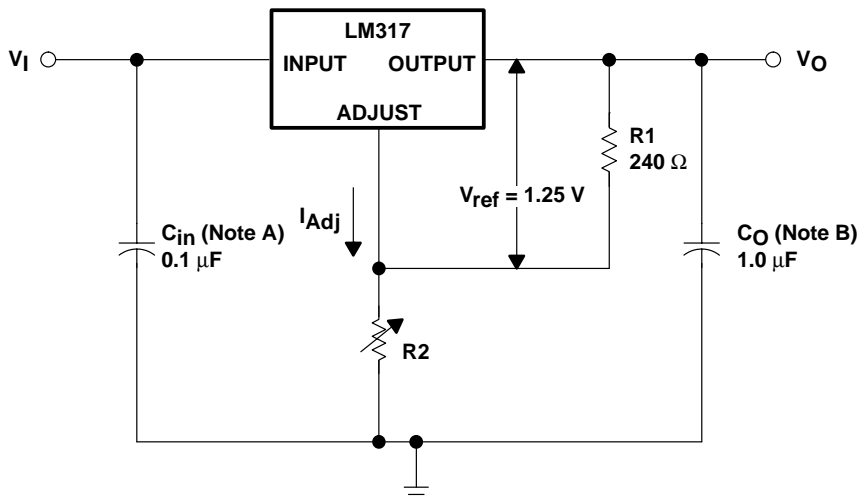 LM317
V_I
INPUT
OUTPUT
V_O
ADJUST
R1
240 Ω
V_ref = 1.25 V
I_Adj
C_in (Note A)
0.1 μF
C_O (Note B)
1.0 μF
R2